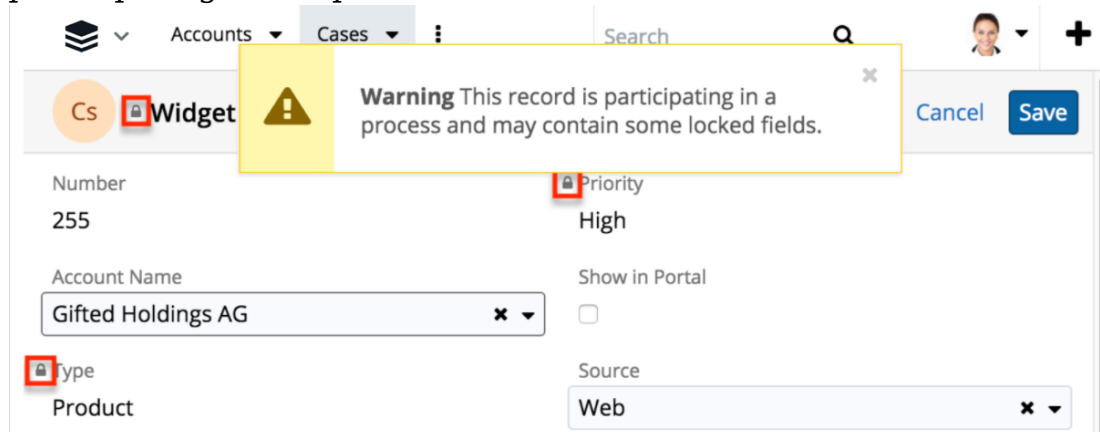 Accounts Cases Search
Cs Widget
Warning This record is participating in a
process and may contain some locked fields.
Cancel Save
Number Priority
255 High
Account Name Show in Portal
Gifted Holdings AG
Type Source
Product Web